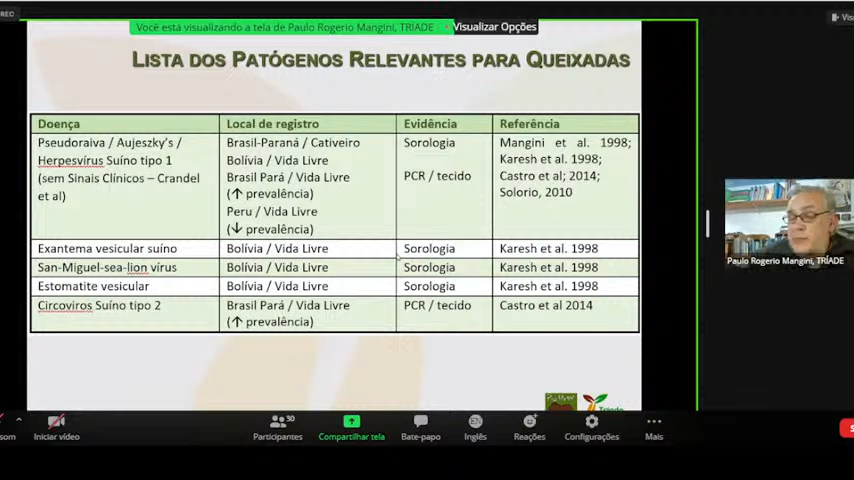 REC
Você está visualizando a tela de Paulo Rogerio Mangini, TRÍADE
Visualizar Opções
LISTA DOS PATÓGENOS RELEVANTES PARA QUEIXADAS
Doença Local de registro Evidência Referência
Pseudoraiva / Aujeszky's / Brasil-Paraná / Cativeiro Sorologia Mangini et al. 1998;
Herpesvírus Suíno tipo 1 Bolívia / Vida Livre Karesh et al. 1998;
(sem Sinais Clínicos – Crandel Brasil Pará / Vida Livre PCR / tecido Castro et al; 2014;
et al) (↑ prevalência) Solorio, 2010
Peru / Vida Livre
(↓ prevalência)
Exantema vesicular suíno Bolívia / Vida Livre Sorologia Karesh et al. 1998
San-Miguel-sea-lion vírus Bolívia / Vida Livre Sorologia Karesh et al. 1998
Estomatite vesicular Bolívia / Vida Livre Sorologia Karesh et al. 1998
Circoviros Suíno tipo 2 Brasil Pará / Vida Livre PCR / tecido Castro et al 2014
(↑ prevalência)
Paulo Rogerio Mangini, TRÍADE
30
som Iniciar vídeo Participantes Compartilhar tela Bate-papo Inglês Reações Configurações Mais